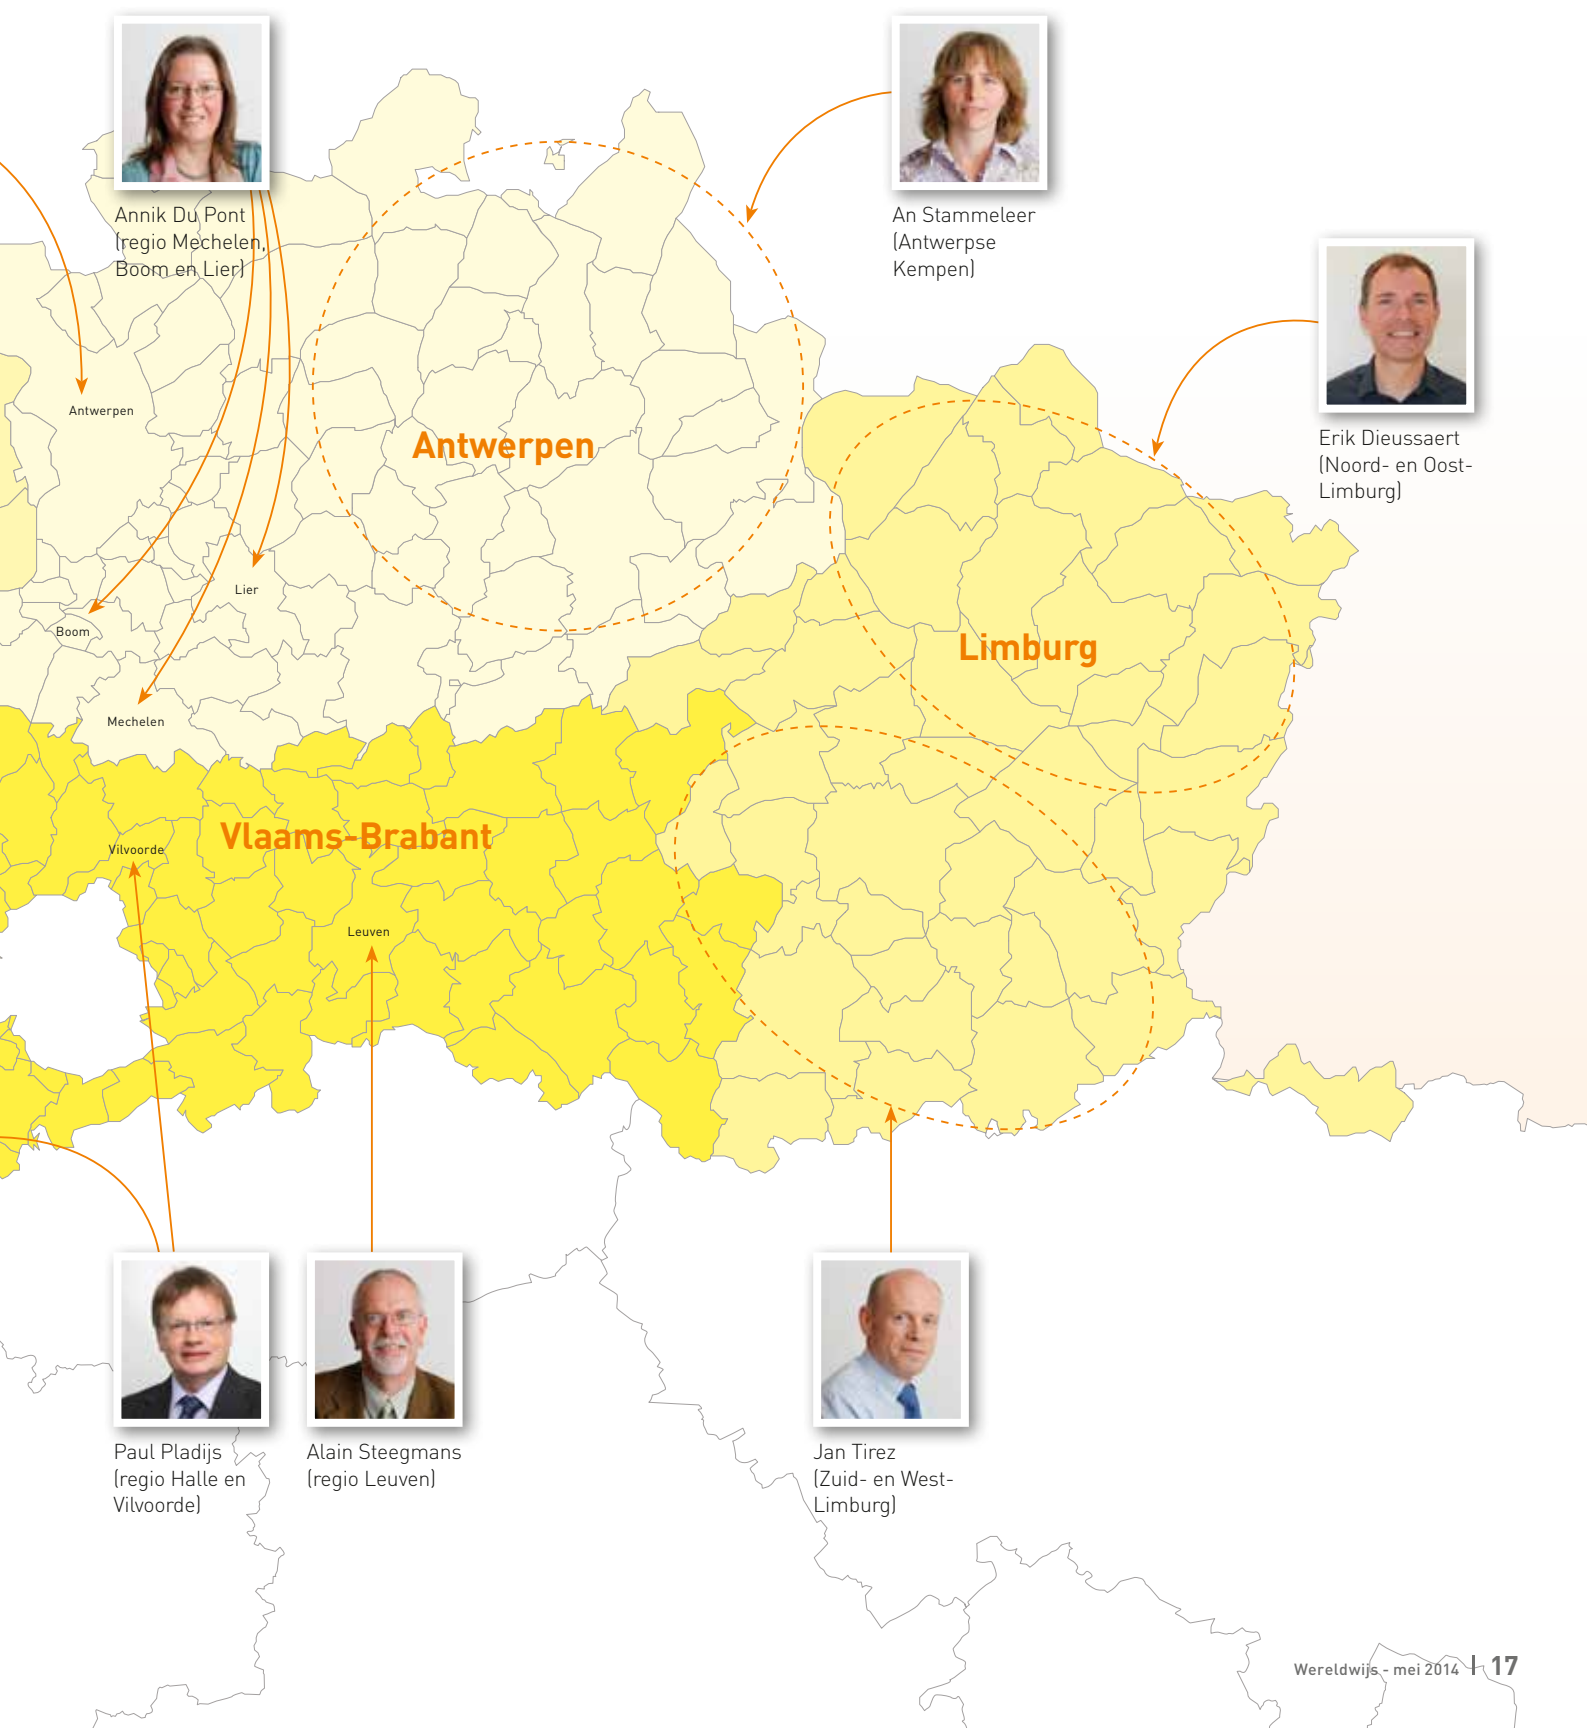 Annik Du Pont
(regio Mechelen,
Boom en Lier)
An Stammeleer
(Antwerpse
Kempen)
Erik Dieussaert
(Noord- en Oost-
Limburg)
Antwerpen
Antwerpen
Lier
Boom
Limburg
Mechelen
Vlaams-Brabant
Vilvoorde
Leuven
Paul Pladijs
(regio Halle en
Vilvoorde)
Alain Steegmans
(regio Leuven)
Jan Tirez
(Zuid- en West-
Limburg)
Wereldwijs - mei 2014 | 17